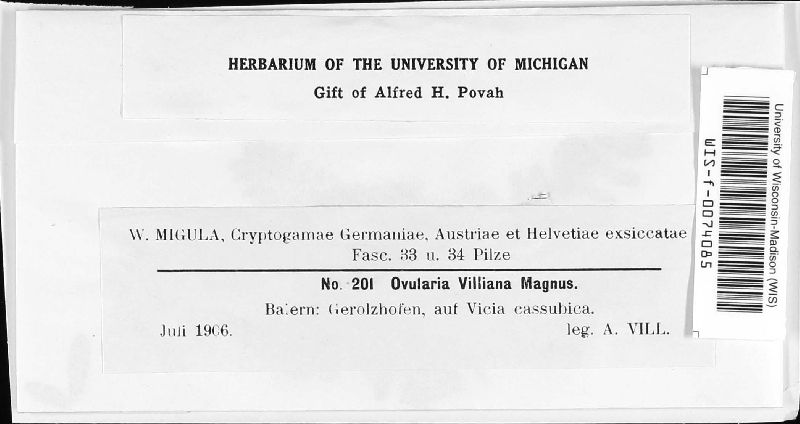 HERBARIUM OF THE UNIVERSITY OF MICHIGAN
Gift of Alfred H. Povah
University of Wisconsin-Madison (WIS)
WIS-f-0074085
W. MIGULA, Cryptogamae Germaniae, Austriae et Helvetiae exsiccatae
Fasc. 33 u. 34 Pilze
No. 201 Ovularia Villiana Magnus.
Baiern: Gerolzhofen, auf Vicia cassubica.
Juli 1906. leg. A. VILL.